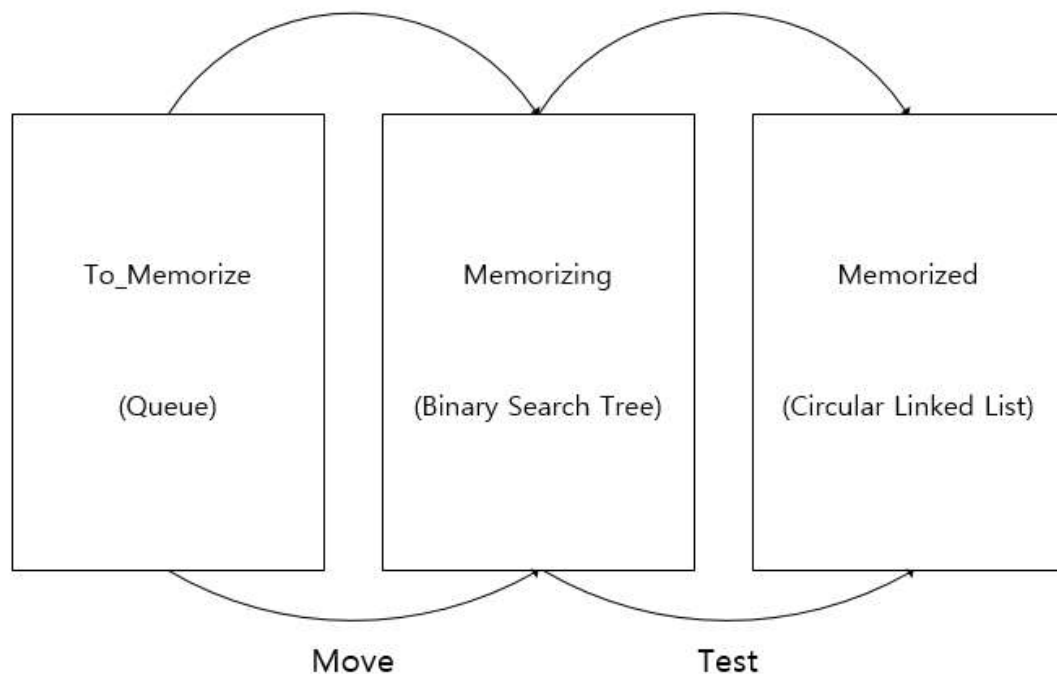 To_Memorize
(Queue)
Memorizing
(Binary Search Tree)
Memorized
(Circular Linked List)
Move
Test